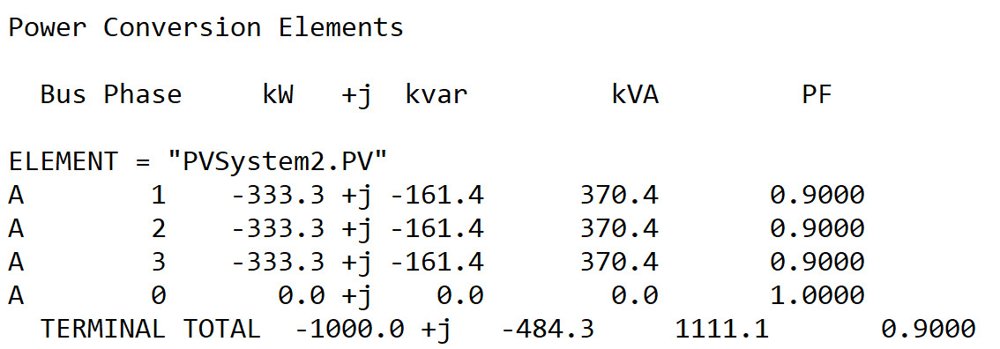 Power Conversion Elements
Bus Phase kW +j kvar kVA PF
ELEMENT = "PVSystem2.PV"
A 1 -333.3 +j -161.4 370.4 0.9000
A 2 -333.3 +j -161.4 370.4 0.9000
A 3 -333.3 +j -161.4 370.4 0.9000
A 0 0.0 +j 0.0 0.0 1.0000
TERMINAL TOTAL -1000.0 +j -484.3 1111.1 0.9000